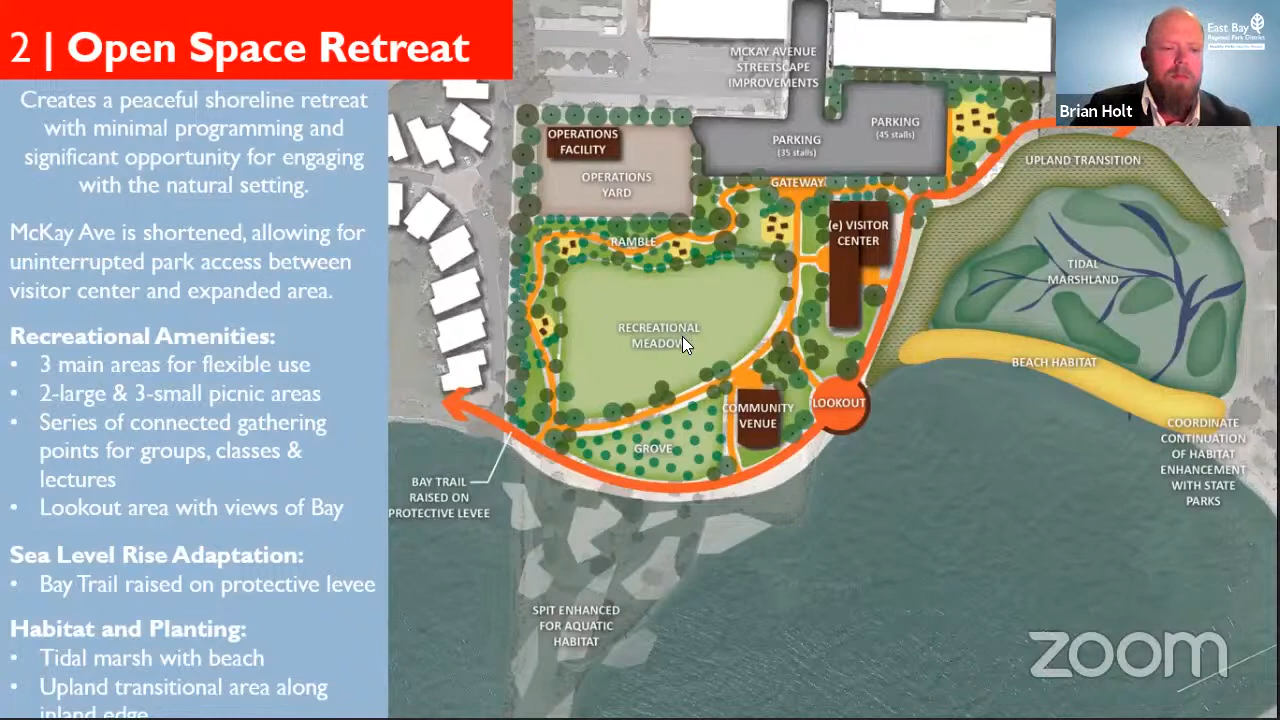 2 | Open Space Retreat
Creates a peaceful shoreline retreat
with minimal programming and
significant opportunity for engaging
with the natural setting.
McKay Ave is shortened, allowing for
uninterrupted park access between
visitor center and expanded area.
Recreational Amenities:
• 3 main areas for flexible use
• 2-large & 3-small picnic areas
• Series of connected gathering
points for groups, classes &
lectures
• Lookout area with views of Bay
Sea Level Rise Adaptation:
• Bay Trail raised on protective levee
Habitat and Planting:
• Tidal marsh with beach
• Upland transitional area along
inland edge
MCKAY AVENUE
STREETSCAPE
IMPROVEMENTS
OPERATIONS
FACILITY
OPERATIONS
YARD
PARKING
(35 stalls)
PARKING
(45 stalls)
GATEWAY
RAMBLE
(e) VISITOR
CENTER
UPLAND TRANSITION
TIDAL
MARSHLAND
RECREATIONAL
MEADOW
BEACH HABITAT
COMMUNITY
VENUE
LOOKOUT
GROVE
BAY TRAIL
RAISED ON
PROTECTIVE LEVEE
COORDINATE
CONTINUATION
OF HABITAT
ENHANCEMENT
WITH STATE
PARKS
SPIT ENHANCED
FOR AQUATIC
HABITAT
East Bay
Regional Park District
Brian Holt
zoom